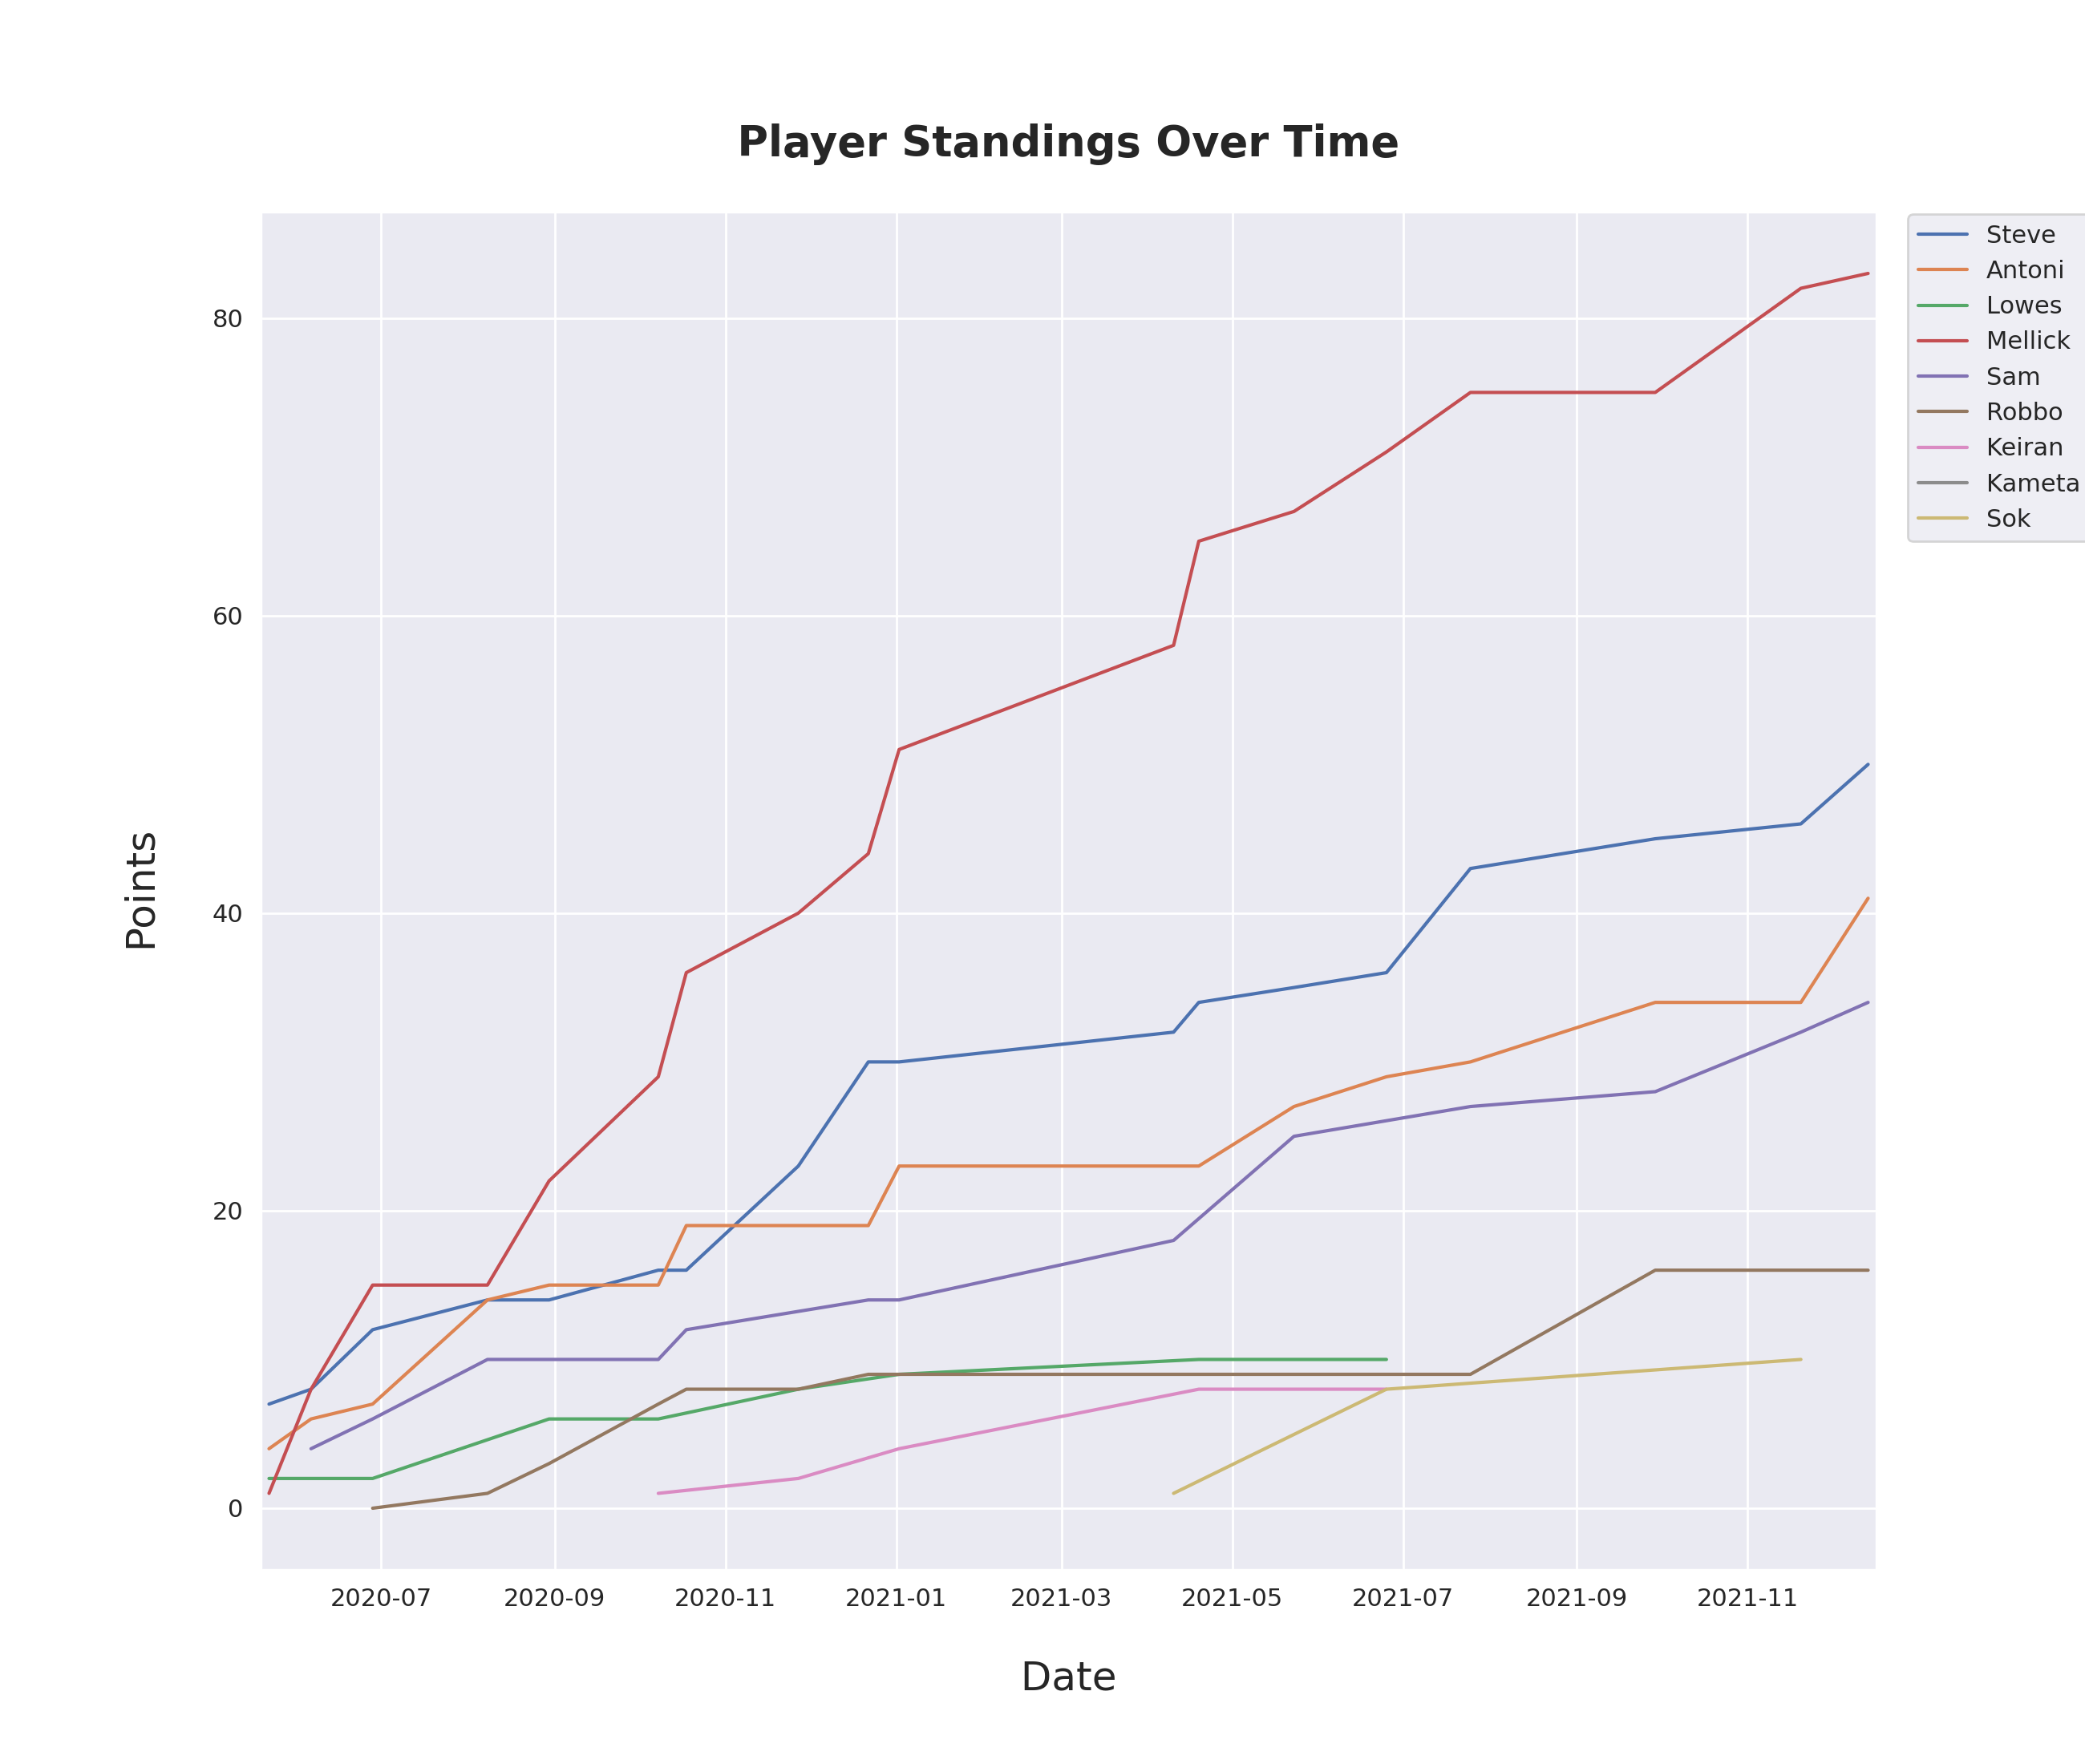 Player Standings Over Time
Steve
Antoni
Lowes
Mellick
Sam
Robbo
Keiran
Kameta
Sok
80
60
40
20
0
Points
2020-07 2020-09 2020-11 2021-01 2021-03 2021-05 2021-07 2021-09 2021-11
Date